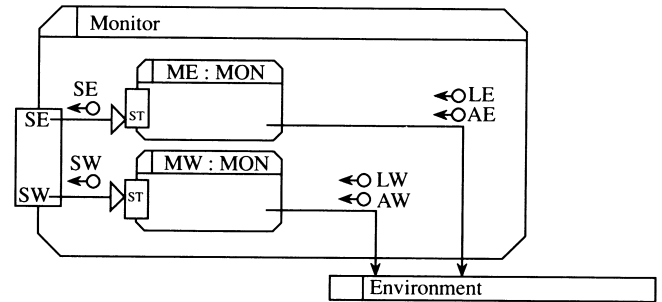 Monitor
ME : MON
SE
LE
AE
SE
ST
SW
MW : MON
LW
AW
SW
ST
Environment